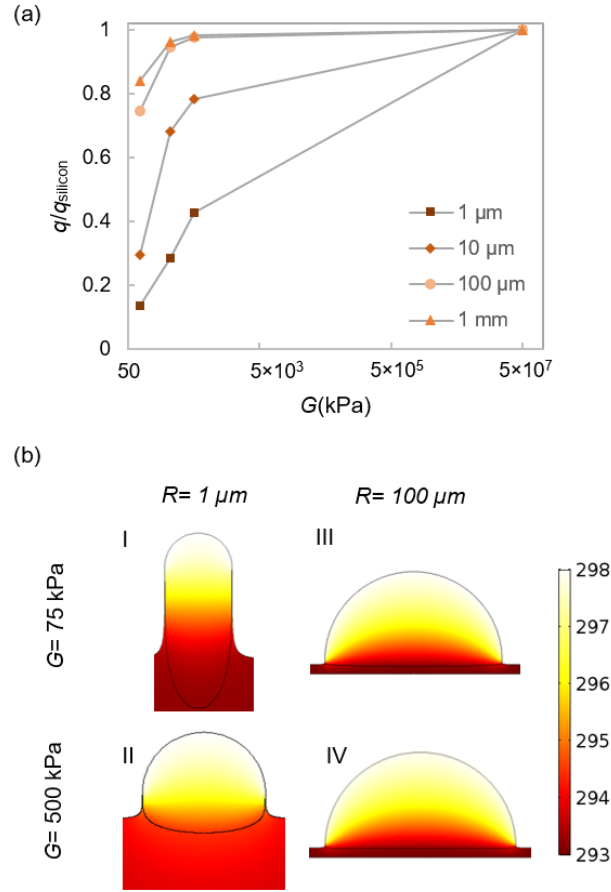 (a)
1
0.8
0.6
0.4
0.2
0
q/q_silicon
1 µm
10 µm
100 µm
1 mm
50
5×10³
5×10⁵
5×10⁷
G(kPa)
(b)
R= 1 µm
R= 100 µm
G= 75 kPa
I
III
G= 500 kPa
II
IV
298
297
296
295
294
293